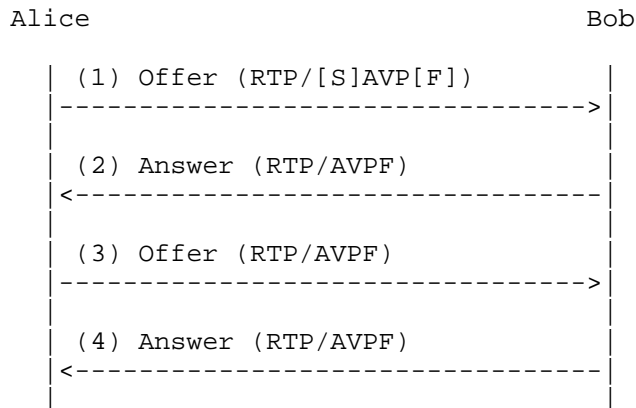 Alice Bob
(1) Offer (RTP/[S]AVP[F])
(2) Answer (RTP/AVPF)
(3) Offer (RTP/AVPF)
(4) Answer (RTP/AVPF)